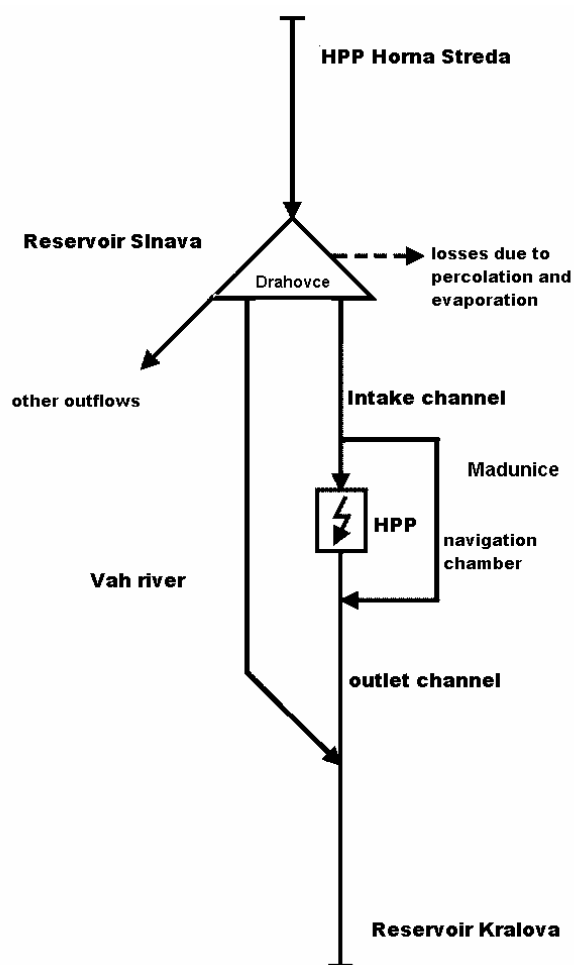 HPP Horna Streda
Reservoir Slnava
losses due to
percolation and
evaporation
Drahovce
other outflows
Intake channel
Madunice
HPP
navigation
chamber
Vah river
outlet channel
Reservoir Kralova